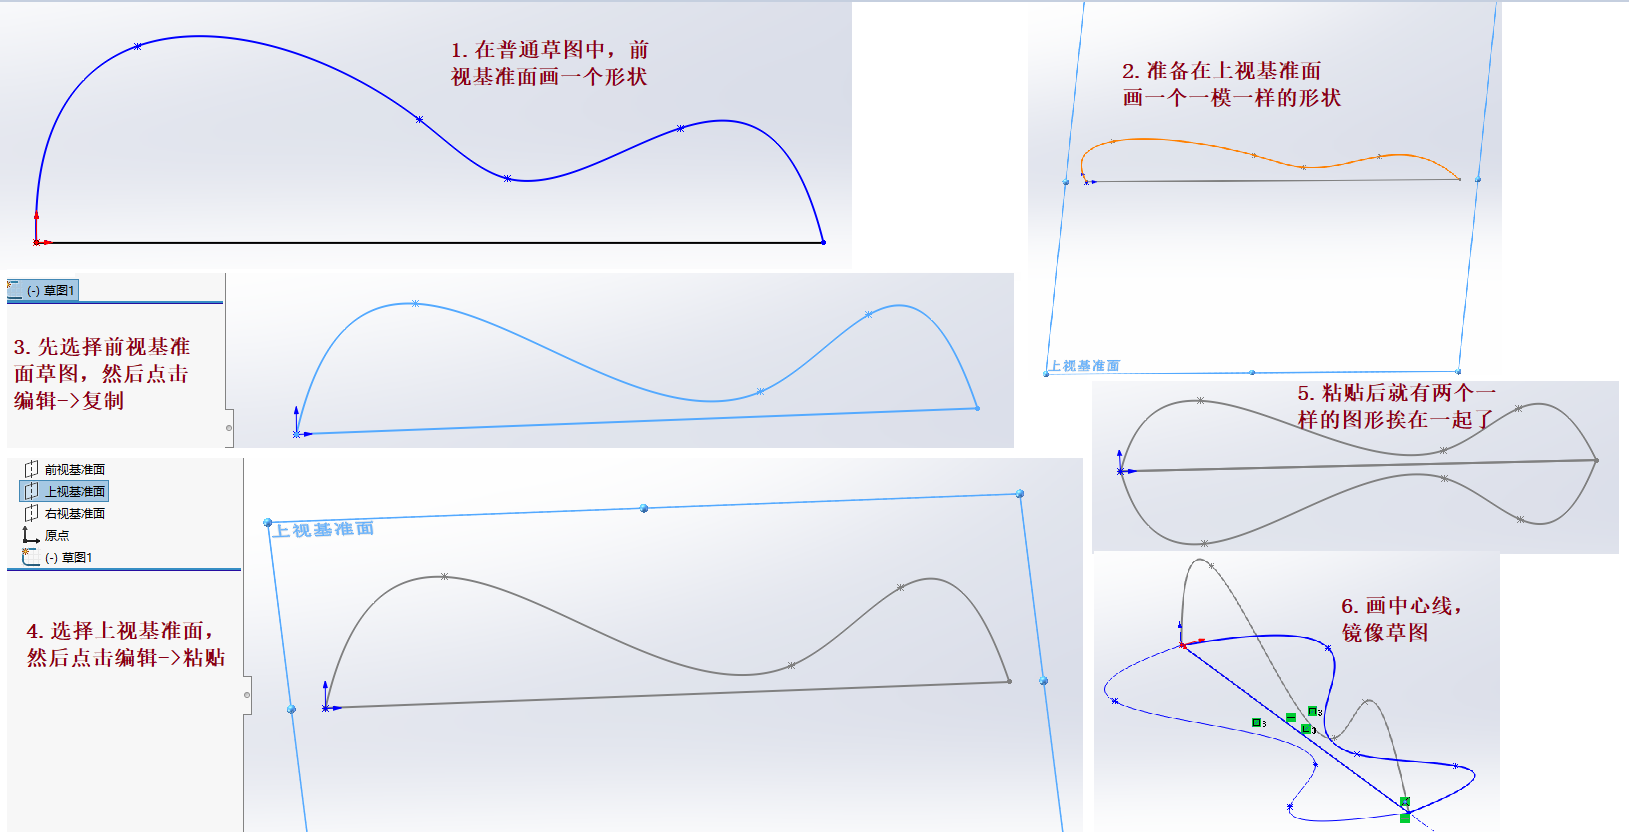 1. 在普通草图中，前
视基准面画一个形状
2. 准备在上视基准面
画一个一模一样的形状
上视基准面
(-) 草图1
3. 先选择前视基准
面草图，然后点击
编辑->复制
前视基准面
上视基准面
右视基准面
原点
(-) 草图1
4. 选择上视基准面，
然后点击编辑->粘贴
上视基准面
5. 粘贴后就有两个一
样的图形挨在一起了
6. 画中心线，
镜像草图
3
3